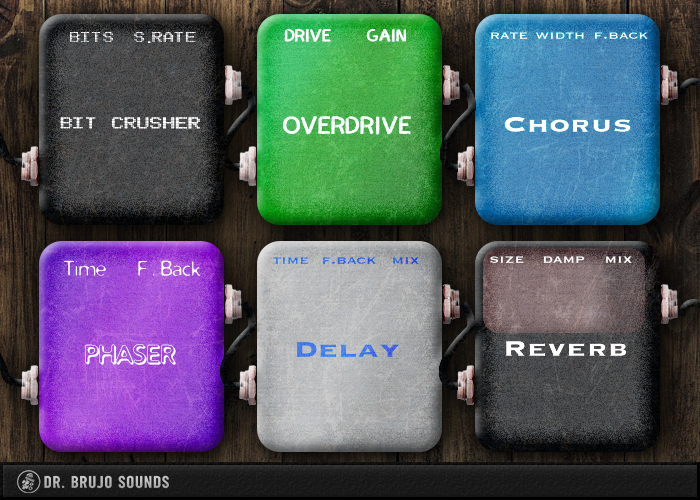 BITS S.RATE
BIT CRUSHER
DRIVE GAIN
OVERDRIVE
RATE WIDTH F.BACK
CHORUS
Time F.Back
PHASER
TIME F.BACK MIX
DELAY
SIZE DAMP MIX
REVERB
DR. BRUJO SOUNDS